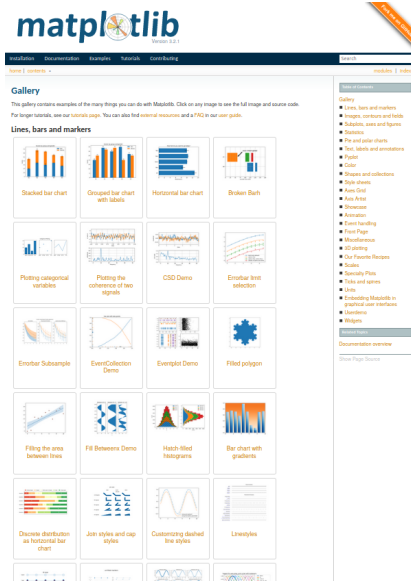 matplotlib
Version 3.2.1
Fork me on GitHub
Installation Documentation Examples Tutorials Contributing
Search
home | contents »
modules | index
Gallery
This gallery contains examples of the many things you can do with Matplotlib. Click on any image to see the full image and source code.
For longer tutorials, see our tutorials page. You can also find external resources and a FAQ in our user guide.
Lines, bars and markers
Stacked bar chart
Grouped bar chart
with labels
Horizontal bar chart
Broken Barh
Plotting categorical
variables
Plotting the
coherence of two
signals
CSD Demo
Errorbar limit
selection
Errorbar Subsample
EventCollection
Demo
Eventplot Demo
Filled polygon
Filling the area
between lines
Fill Betweenx Demo
Hatch-filled
histograms
Bar chart with
gradients
Discrete distribution
as horizontal bar
chart
Join styles and cap
styles
Customizing dashed
line styles
Linestyles
Table of Contents
Gallery
Lines, bars and markers
Images, contours and fields
Subplots, axes and figures
Statistics
Pie and polar charts
Text, labels and annotations
Pyplot
Color
Shapes and collections
Style sheets
Axes Grid
Axis Artist
Showcase
Animation
Event handling
Front Page
Miscellaneous
3D plotting
Our Favorite Recipes
Scales
Specialty Plots
Ticks and spines
Units
Embedding Matplotlib in
graphical user interfaces
Userdemo
Widgets
Related Topics
Documentation overview
Show Page Source